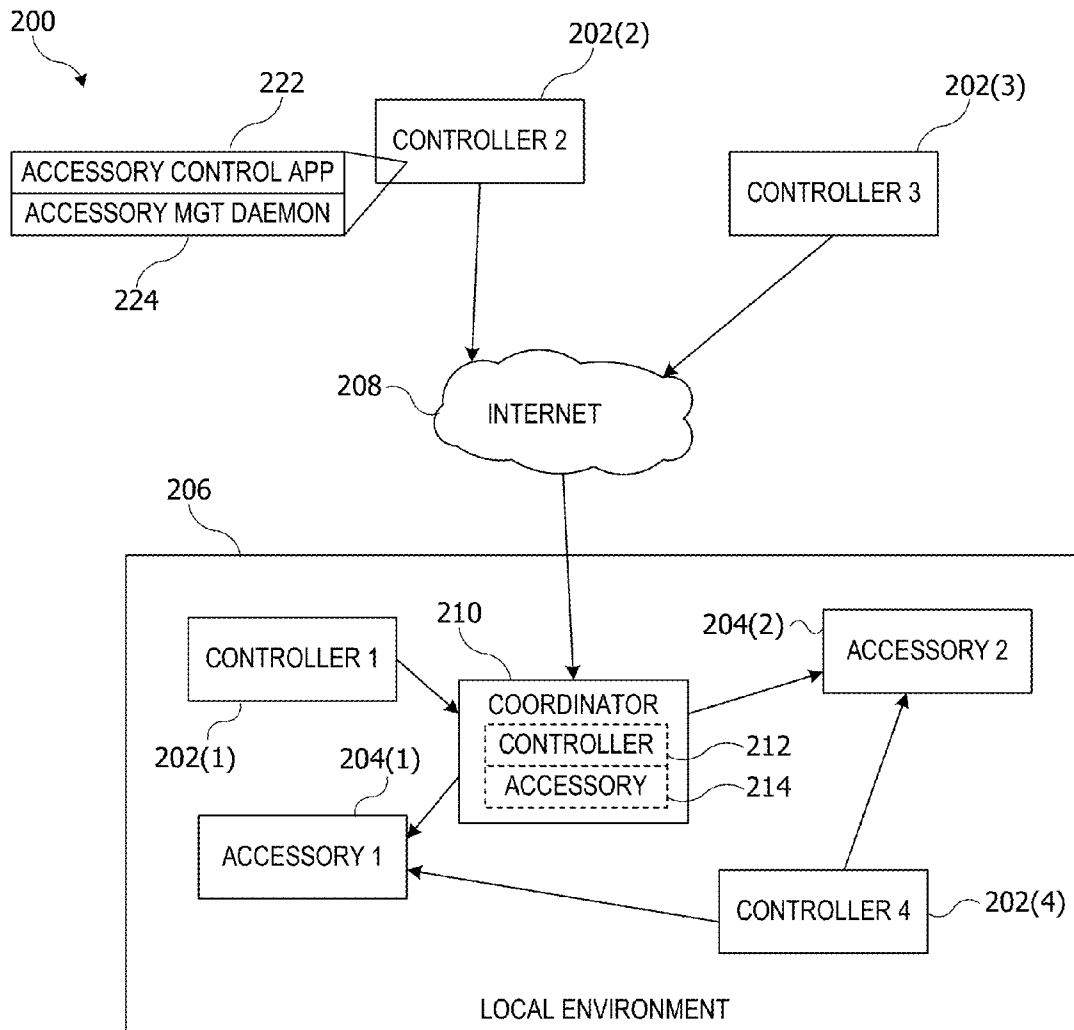 200
202(2)
222
202(3)
CONTROLLER 2
ACCESSORY CONTROL APP
ACCESSORY MGT DAEMON
CONTROLLER 3
224
208
INTERNET
206
210
204(2)
CONTROLLER 1
ACCESSORY 2
COORDINATOR
CONTROLLER
212
202(1)
204(1)
ACCESSORY
214
ACCESSORY 1
CONTROLLER 4
202(4)
LOCAL ENVIRONMENT